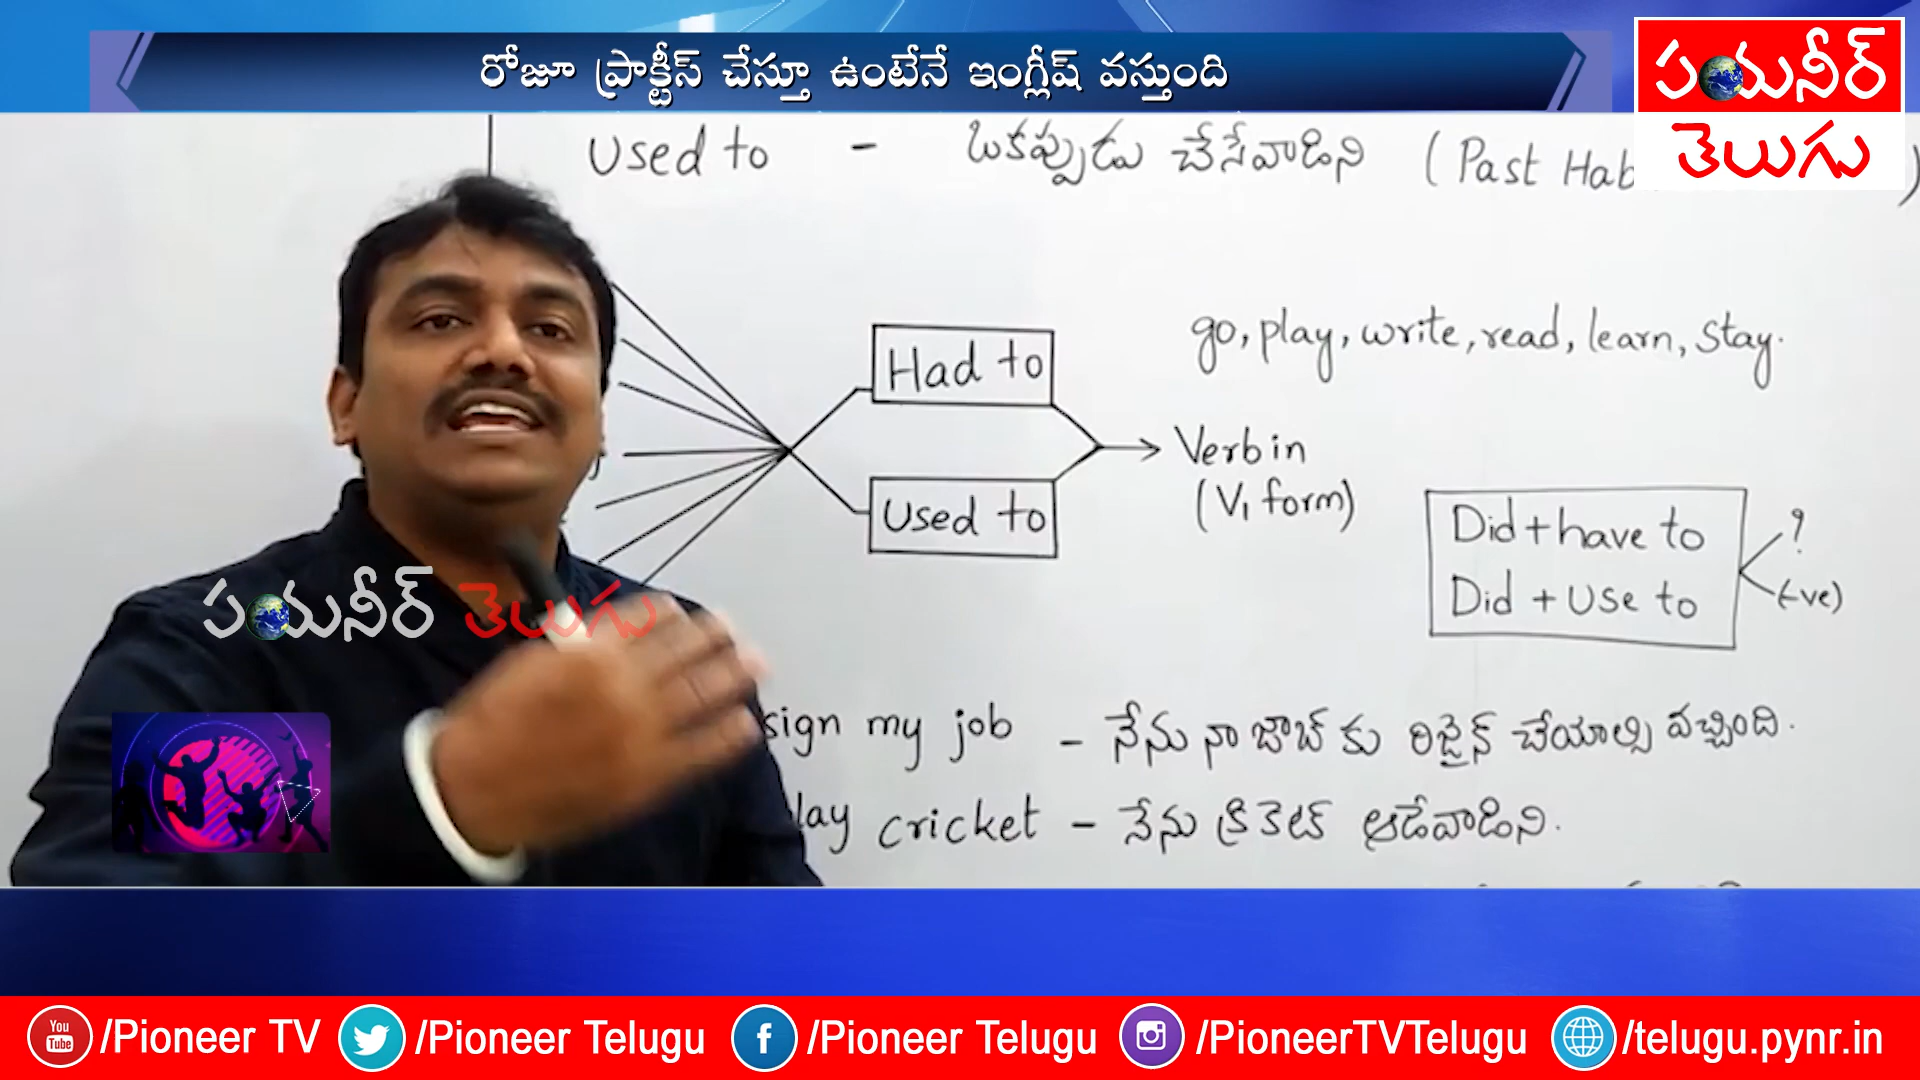 రోజూ ప్రాక్టీస్ చేస్తూ ఉంటేనే ఇంగ్లీష్ వస్తుంది
పయనీర్
తెలుగు
Used to - ఒకప్పుడు చేసేవాడిని (Past Hab )
go, play, write, read, learn, stay.
Had to
Verb in
(V1 form)
Used to
Did + have to ?
Did + use to (-ve)
పయనీర్ తెలుగు
sign my job - నేను నా జాబ్ కు రిజైన్ చేయాల్సి వచ్చింది.
lay cricket - నేను క్రికెట్ ఆడేవాడిని.
You Tube /Pioneer TV /Pioneer Telugu /Pioneer Telugu /PioneerTVTelugu /telugu.pynr.in